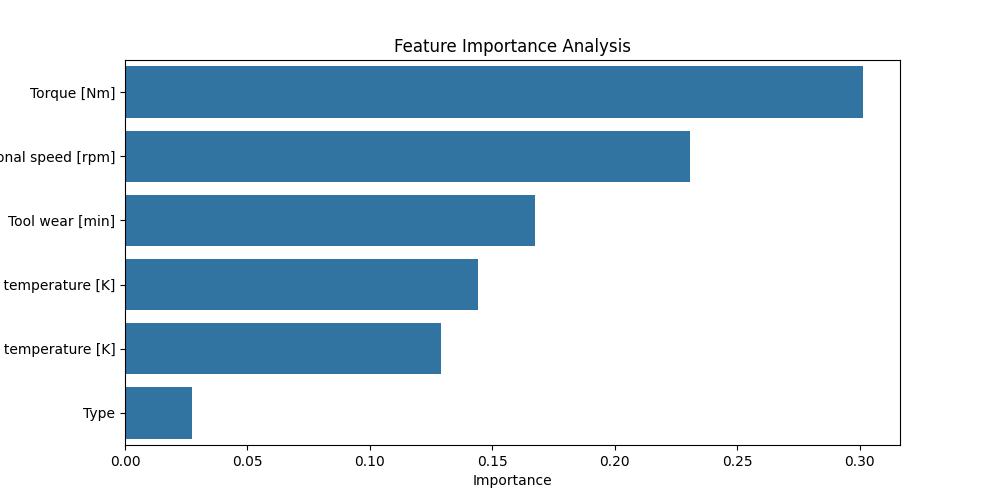 Feature Importance Analysis
Torque [Nm]
onal speed [rpm]
Tool wear [min]
temperature [K]
temperature [K]
Type
0.00 0.05 0.10 0.15 0.20 0.25 0.30
Importance